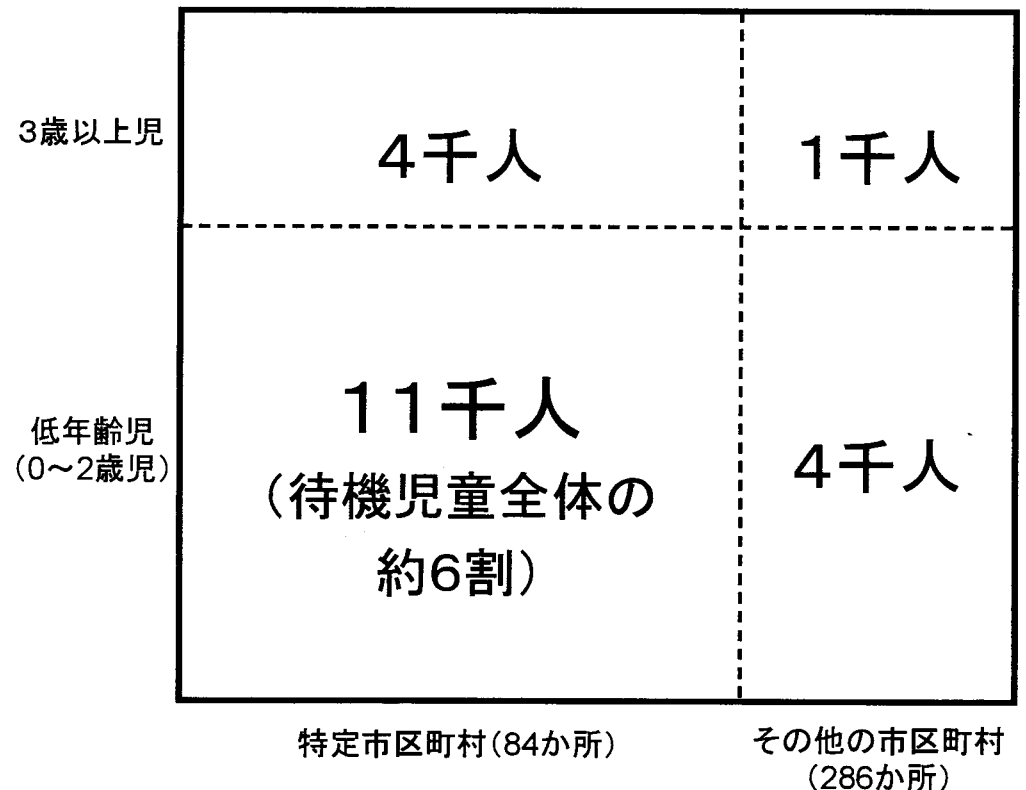 3歳以上児
4千人
1千人
低年齢児
(0~2歳児)
11千人
(待機児童全体の
約6割)
4千人
特定市区町村(84か所)
その他の市区町村
(286か所)